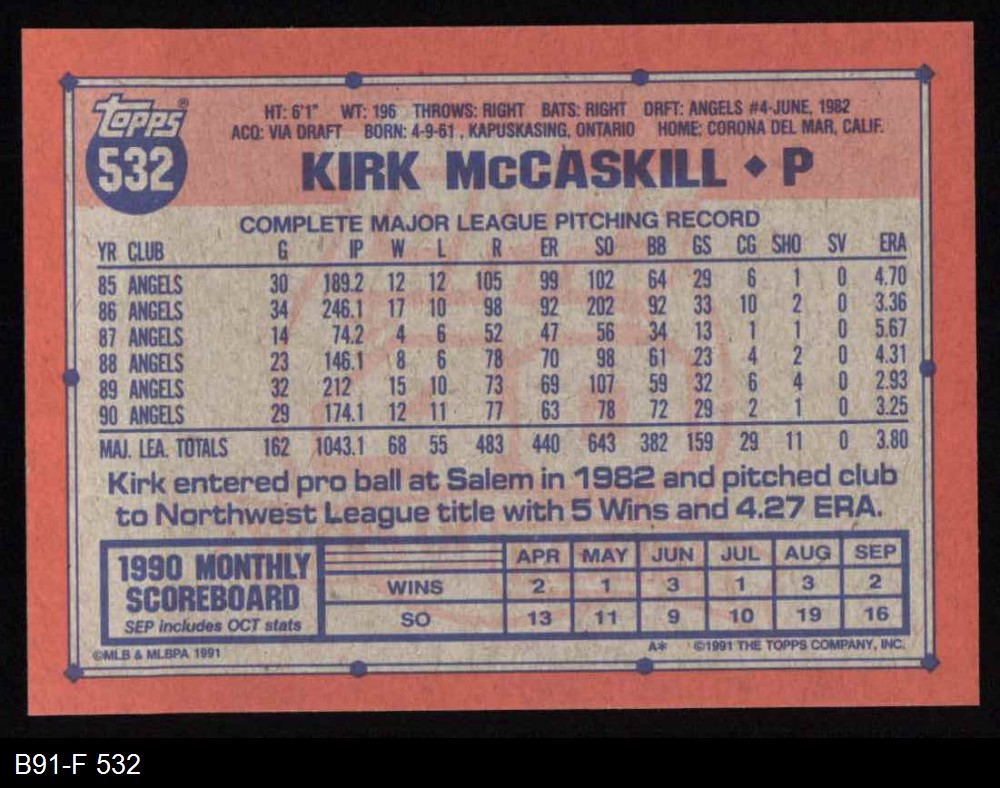 Topps®
532
HT: 6'1" WT: 196 THROWS: RIGHT BATS: RIGHT DRFT: ANGELS #4-JUNE, 1982
ACQ: VIA DRAFT BORN: 4-9-61, KAPUSKASING, ONTARIO HOME: CORONA DEL MAR, CALIF.
KIRK McCASKILL ◆ P
COMPLETE MAJOR LEAGUE PITCHING RECORD
YR CLUB G IP W L R ER SO BB GS CG SHO SV ERA
85 ANGELS 30 189.2 12 12 105 99 102 64 29 6 1 0 4.70
86 ANGELS 34 246.1 17 10 98 92 202 92 33 10 2 0 3.36
87 ANGELS 14 74.2 4 6 52 47 56 34 13 1 1 0 5.67
88 ANGELS 23 146.1 8 6 78 70 98 61 23 4 2 0 4.31
89 ANGELS 32 212 15 10 73 69 107 59 32 6 4 0 2.93
90 ANGELS 29 174.1 12 11 77 63 78 72 29 2 1 0 3.25
MAJ. LEA. TOTALS 162 1043.1 68 55 483 440 643 382 159 29 11 0 3.80
Kirk entered pro ball at Salem in 1982 and pitched club
to Northwest League title with 5 Wins and 4.27 ERA.
1990 MONTHLY
SCOREBOARD
SEP includes OCT stats
APR MAY JUN JUL AUG SEP
WINS 2 1 3 1 3 2
SO 13 11 9 10 19 16
©MLB & MLBPA 1991
A* ©1991 THE TOPPS COMPANY, INC.
B91-F 532